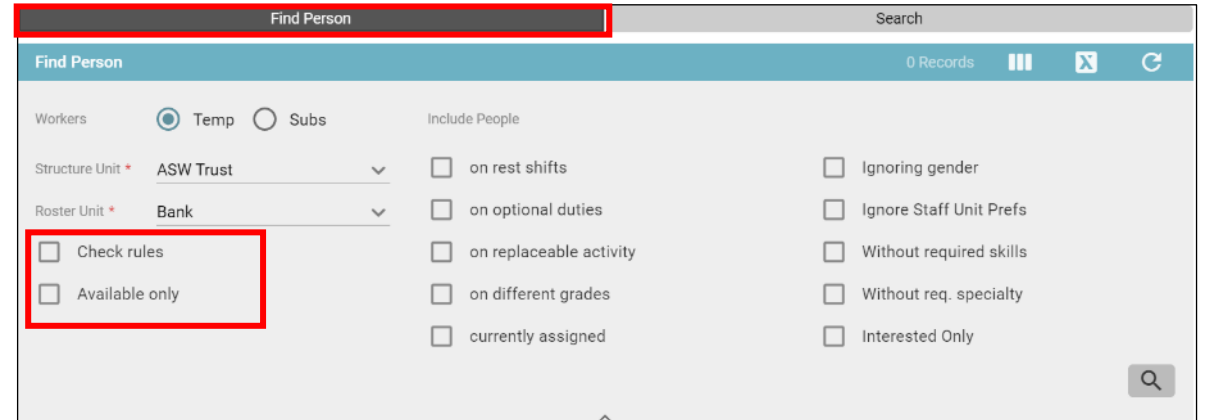 Find Person Search
Find Person 0 Records X
Workers Temp Subs Include People
Structure Unit * ASW Trust on rest shifts Ignoring gender
Roster Unit * Bank on optional duties Ignore Staff Unit Prefs
Check rules on replaceable activity Without required skills
Available only on different grades Without req. specialty
currently assigned Interested Only